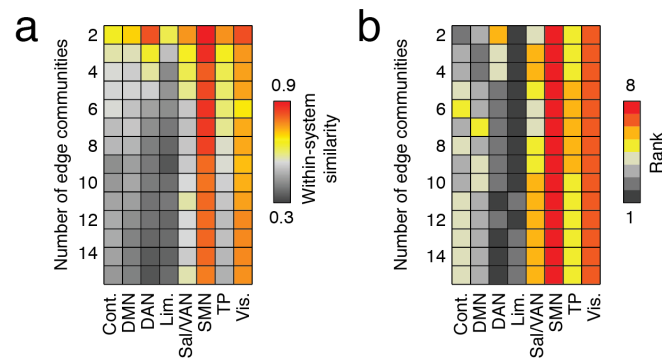 a
Number of edge communities
2
4
6
8
10
12
14
Cont.
DMN
DAN
Lim.
Sal/VAN
SMN
TP
Vis.
0.9
0.3
Within-system
similarity
b
Number of edge communities
2
4
6
8
10
12
14
Cont.
DMN
DAN
Lim.
Sal/VAN
SMN
TP
Vis.
8
1
Rank